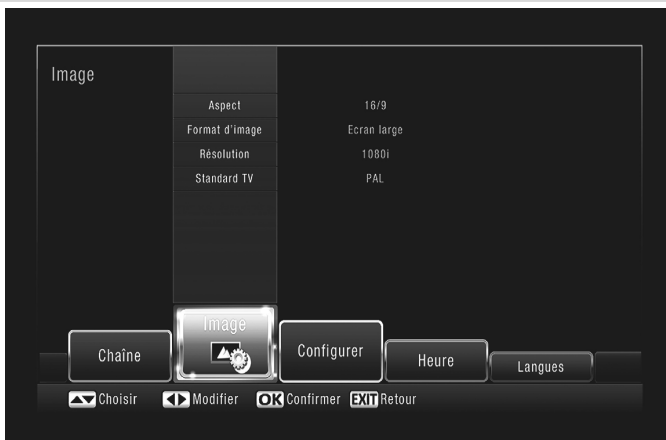 Image
Aspect 16/9
Format d'image Ecran large
Résolution 1080i
Standard TV PAL
Chaîne Image Configurer Heure Langues
Choisir Modifier OK Confirmer EXIT Retour